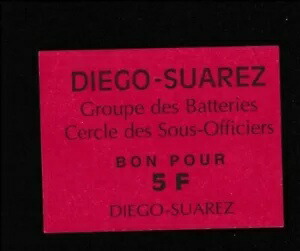 DIEGO-SUAREZ
Groupe des Batteries
Cercle des Sous-Officiers
BON POUR
5 F
DIEGO-SUAREZ